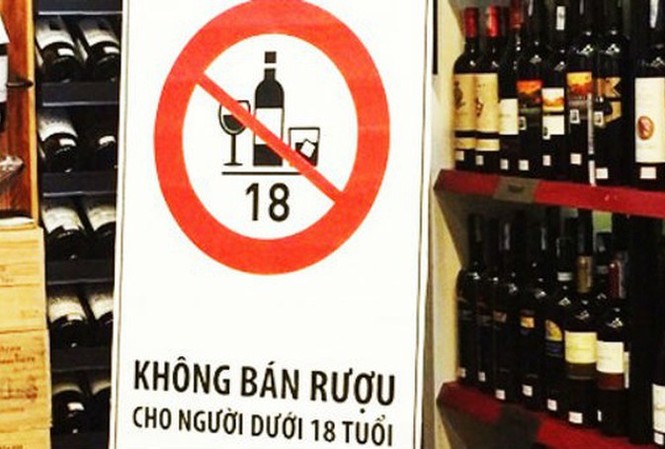 18
KHÔNG BÁN RƯỢU
CHO NGƯỜI DƯỚI 18 TUỔI